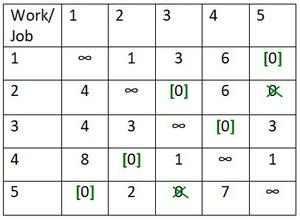 Work/ Job 1 2 3 4 5
1 ∞ 1 3 6 [0]
2 4 ∞ [0] 6 0
3 4 3 ∞ [0] 3
4 8 [0] 1 ∞ 1
5 [0] 2 0 7 ∞